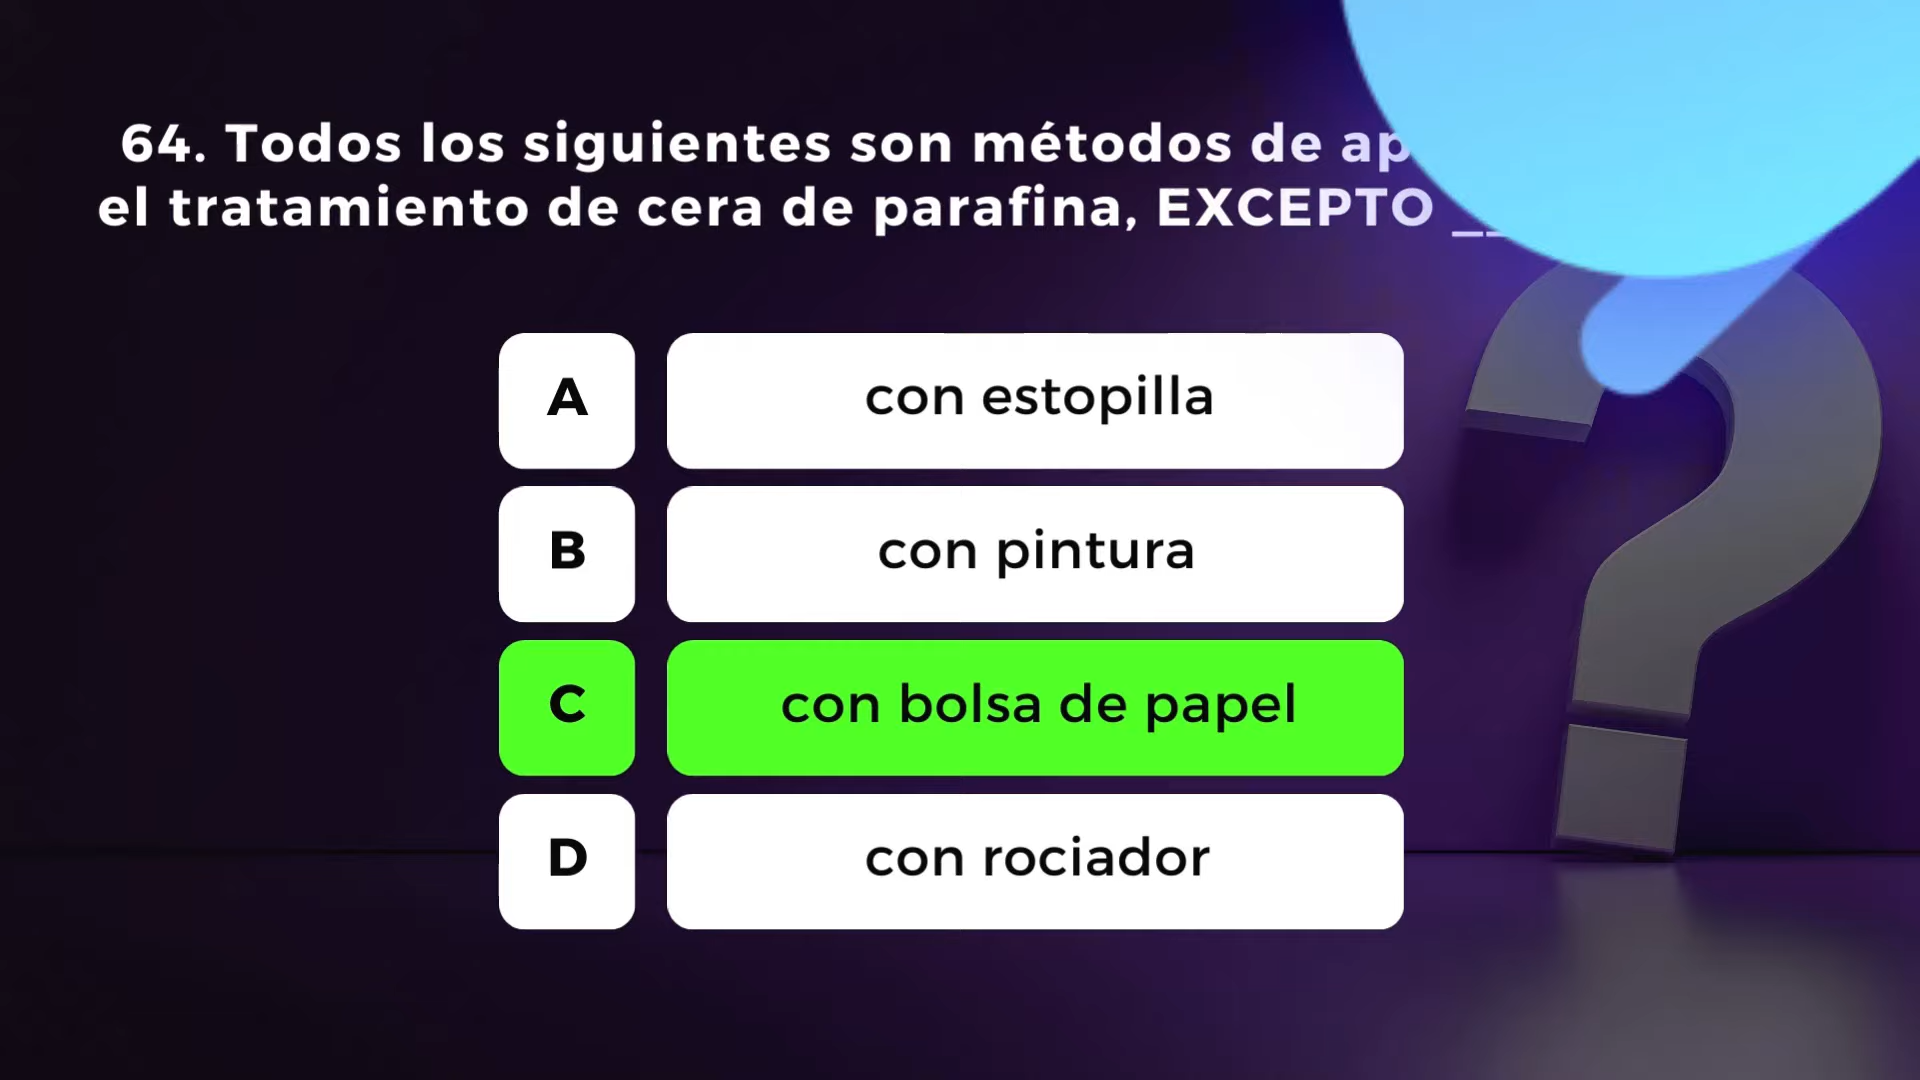 64. Todos los siguientes son métodos de
el tratamiento de cera de parafina, EXCEPTO __
A con estopilla
B con pintura
C con bolsa de papel
D con rociador